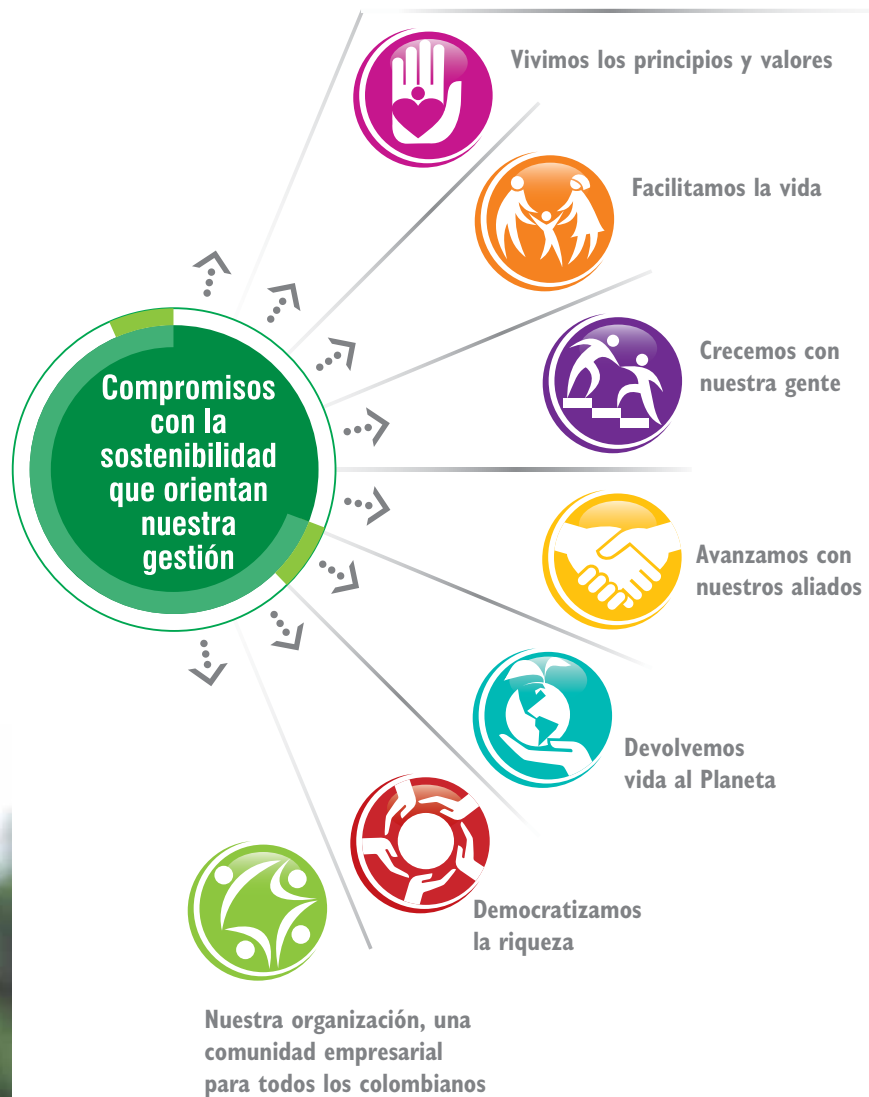 Vivimos los principios y valores
Facilitamos la vida
Crecemos con
nuestra gente
Compromisos
con la
sostenibilidad
que orientan
nuestra
gestión
Avanzamos con
nuestros aliados
Devolvemos
vida al Planeta
Democratizamos
la riqueza
Nuestra organización, una
comunidad empresarial
para todos los colombianos